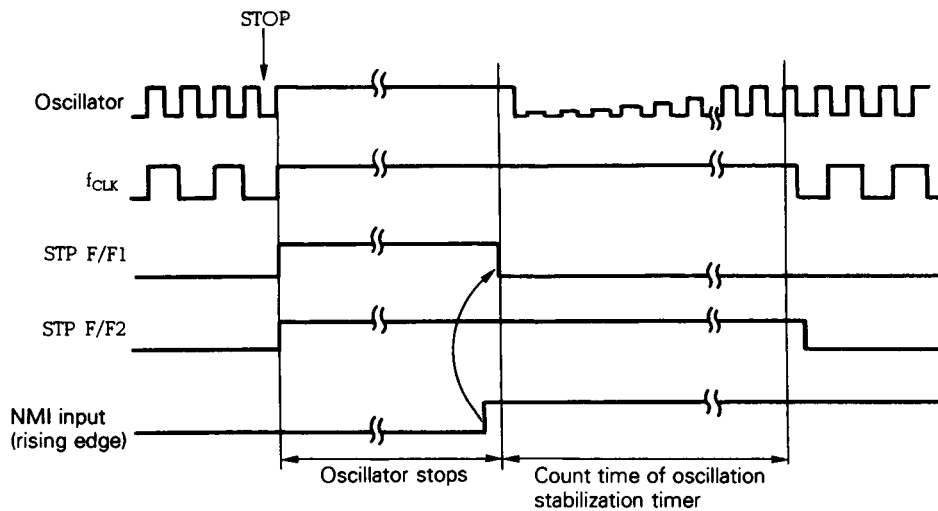 STOP
Oscillator
fCLK
STP F/F1
STP F/F2
NMI input
(rising edge)
Oscillator stops
Count time of oscillation
stabilization timer